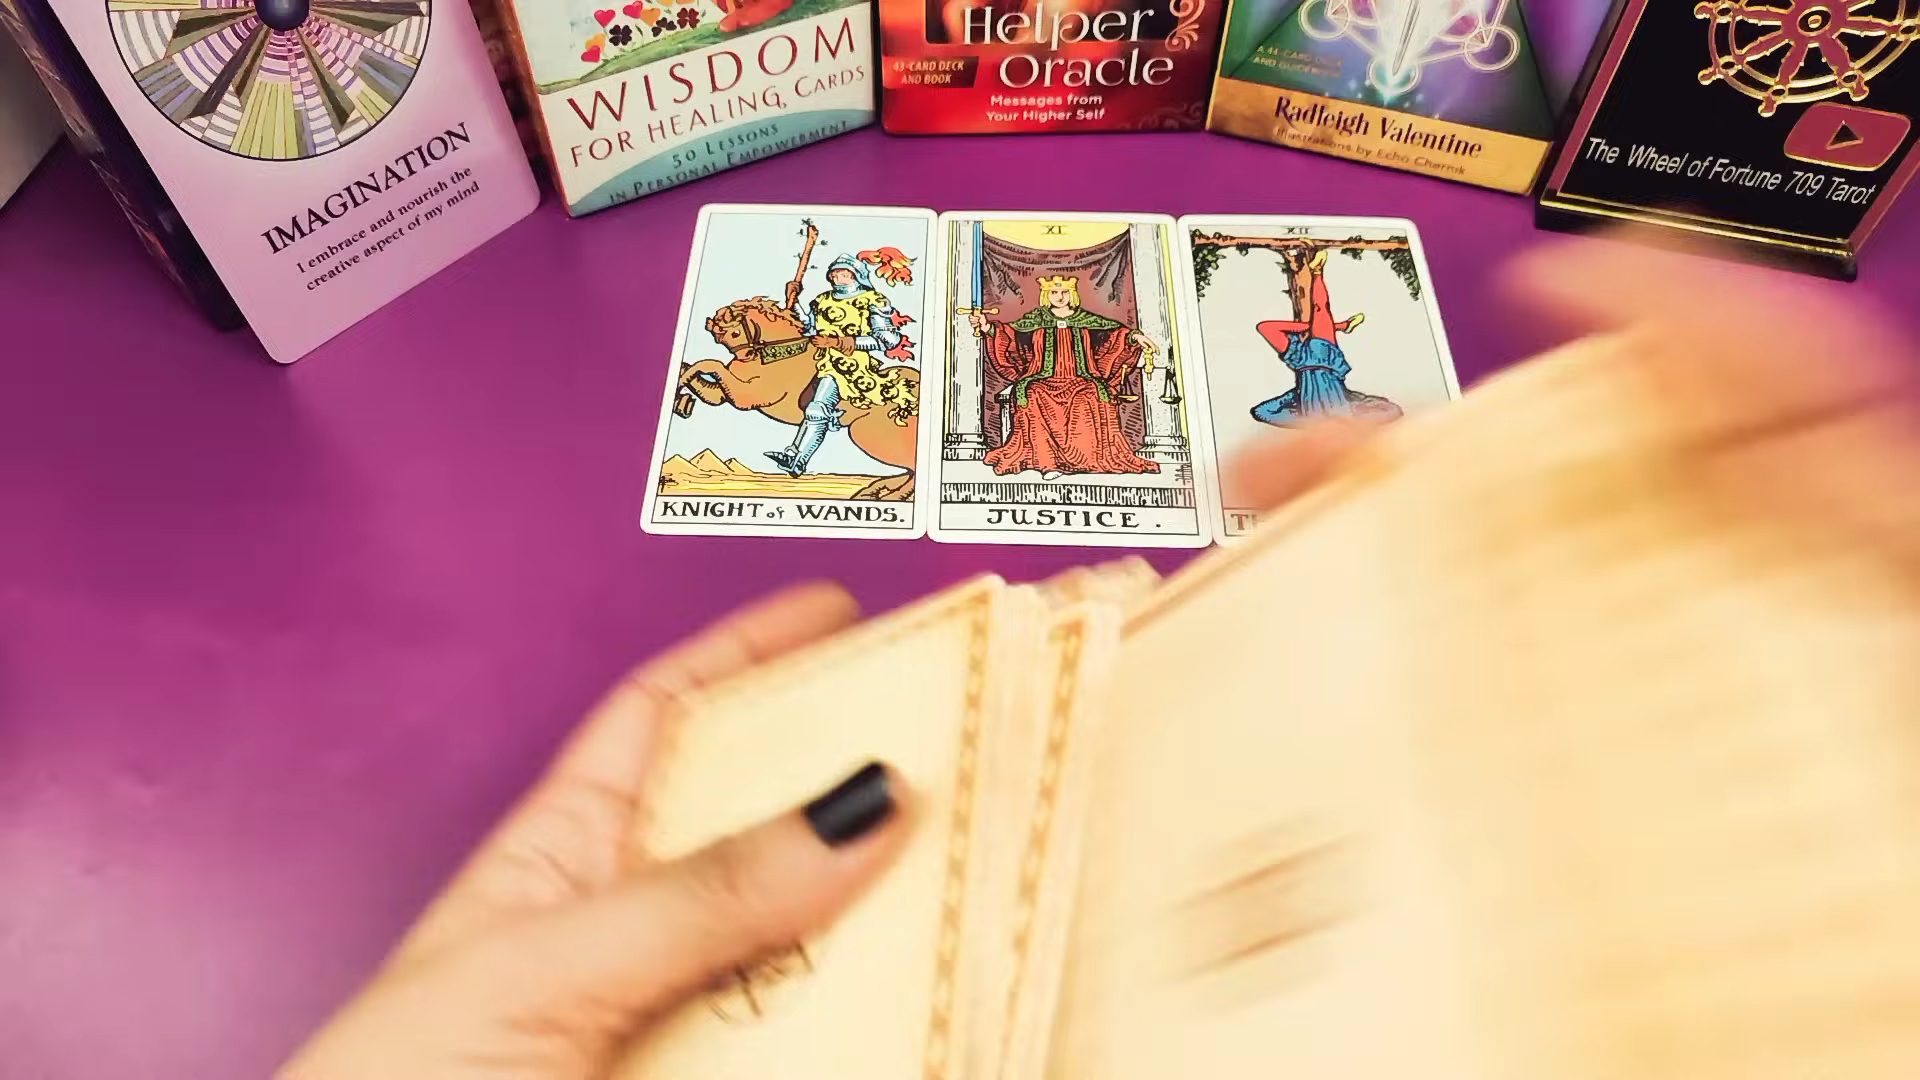 IMAGINATION
I embrace and nourish the
creative aspect of my mind
WISDOM
FOR HEALING CARDS
50 LESSONS
IN PERSONAL EMPOWERMENT
Helper
Oracle
43-CARD DECK
AND BOOK
Messages from
Your Higher Self
A 44-CARD DECK
AND GUIDEBOOK
Radleigh Valentine
Illustrations by Echo Chernik
The Wheel of Fortune 709 Tarot
KNIGHT of WANDS.
XI
JUSTICE.
XII